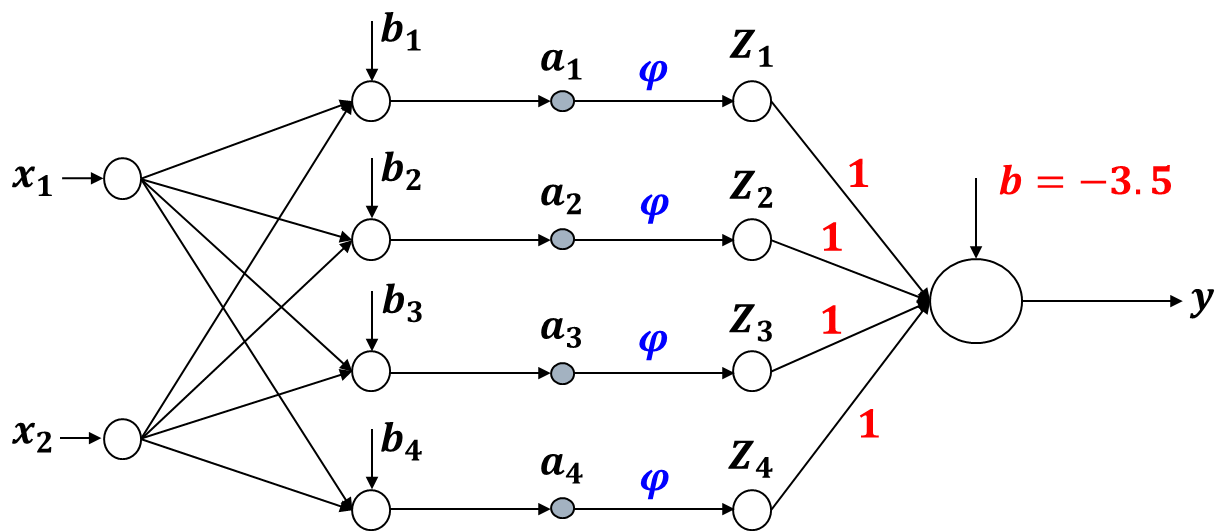 b₁
a₁
φ
Z₁
x₁
b₂
a₂
φ
Z₂
1
b = −3.5
1
b₃
a₃
φ
Z₃
1
y
x₂
b₄
a₄
φ
Z₄
1